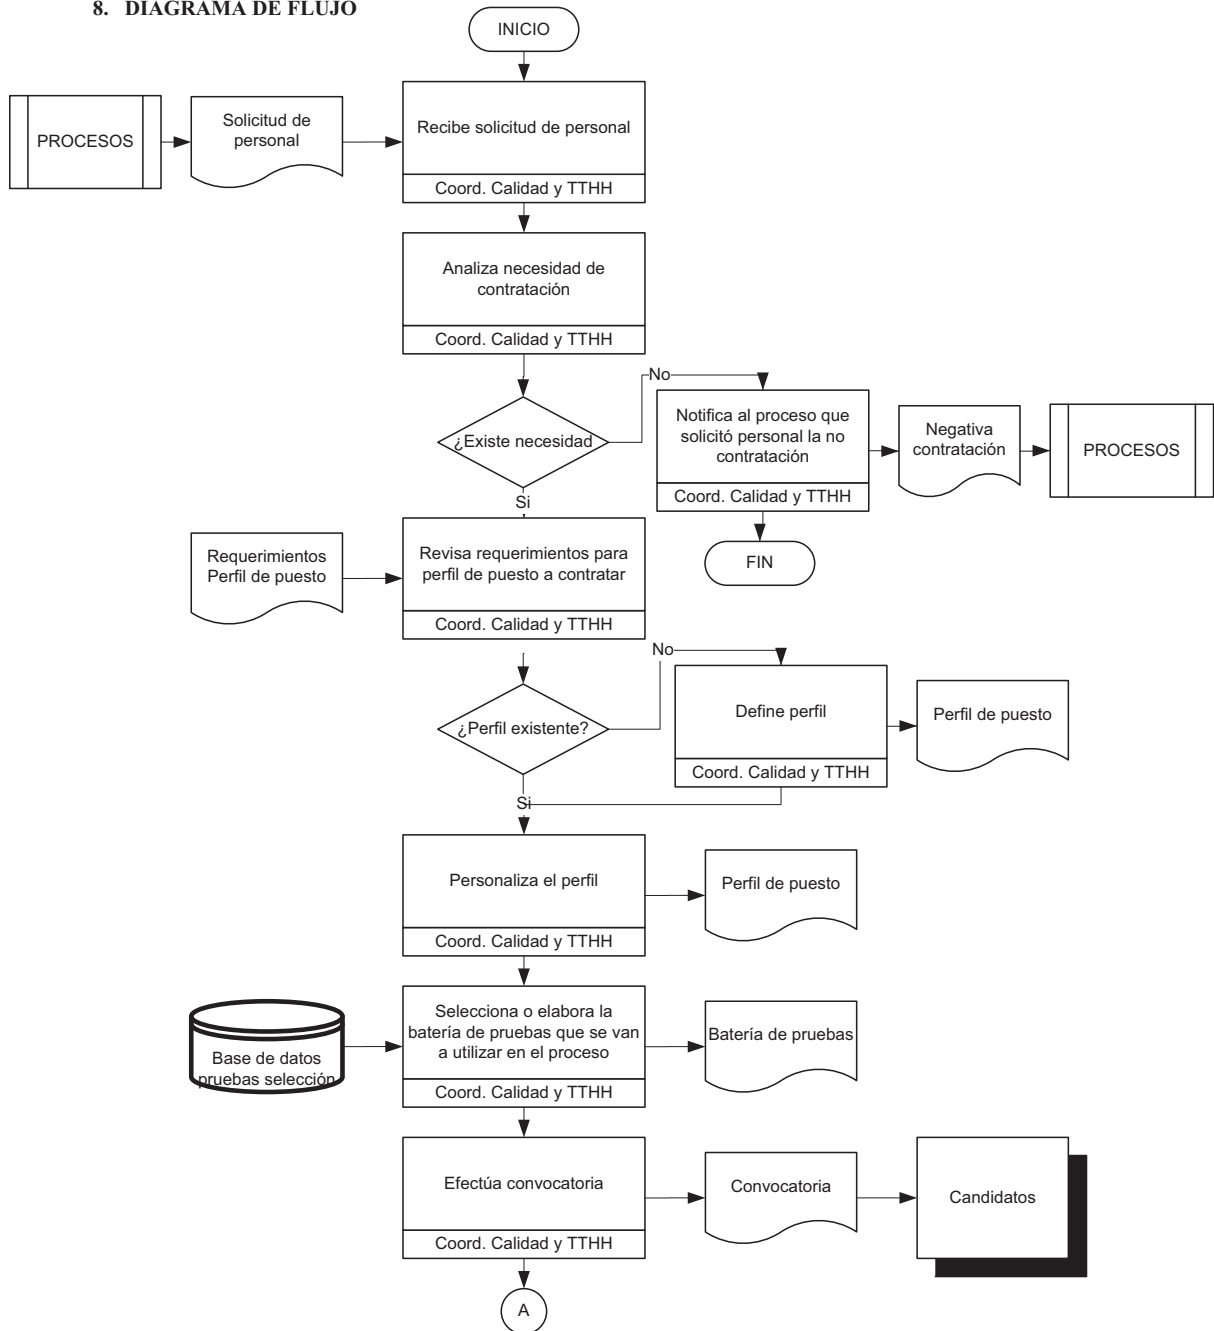 8. DIAGRAMA DE FLUJO
INICIO
PROCESOS
Solicitud de
personal
Recibe solicitud de personal
Coord. Calidad y TTHH
Analiza necesidad de
contratación
Coord. Calidad y TTHH
¿Existe necesidad
No
Notifica al proceso que
solicitó personal la no
contratación
Coord. Calidad y TTHH
Negativa
contratación
PROCESOS
FIN
Si
Requerimientos
Perfil de puesto
Revisa requerimientos para
perfil de puesto a contratar
Coord. Calidad y TTHH
¿Perfil existente?
No
Define perfil
Coord. Calidad y TTHH
Perfil de puesto
Si
Personaliza el perfil
Coord. Calidad y TTHH
Perfil de puesto
Base de datos
pruebas selección
Selecciona o elabora la
batería de pruebas que se van
a utilizar en el proceso
Coord. Calidad y TTHH
Batería de pruebas
Efectúa convocatoria
Coord. Calidad y TTHH
Convocatoria
Candidatos
A